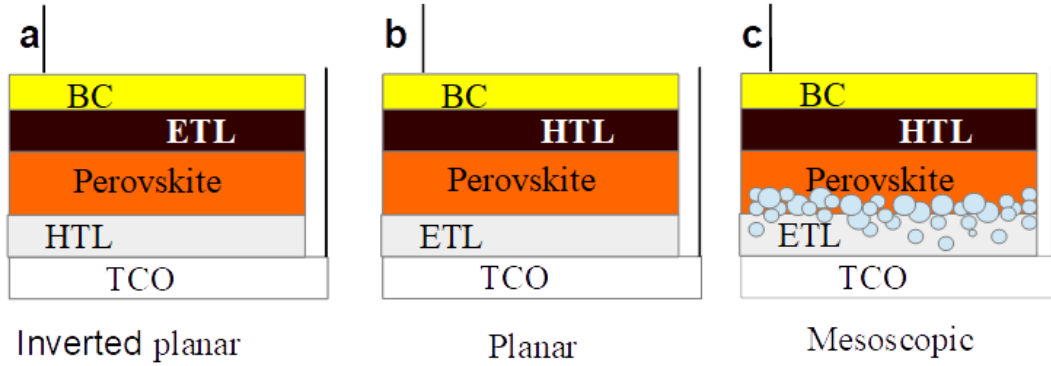 a
BC
ETL
Perovskite
HTL
TCO
Inverted planar
b
BC
HTL
Perovskite
ETL
TCO
Planar
c
BC
HTL
Perovskite
ETL
TCO
Mesoscopic